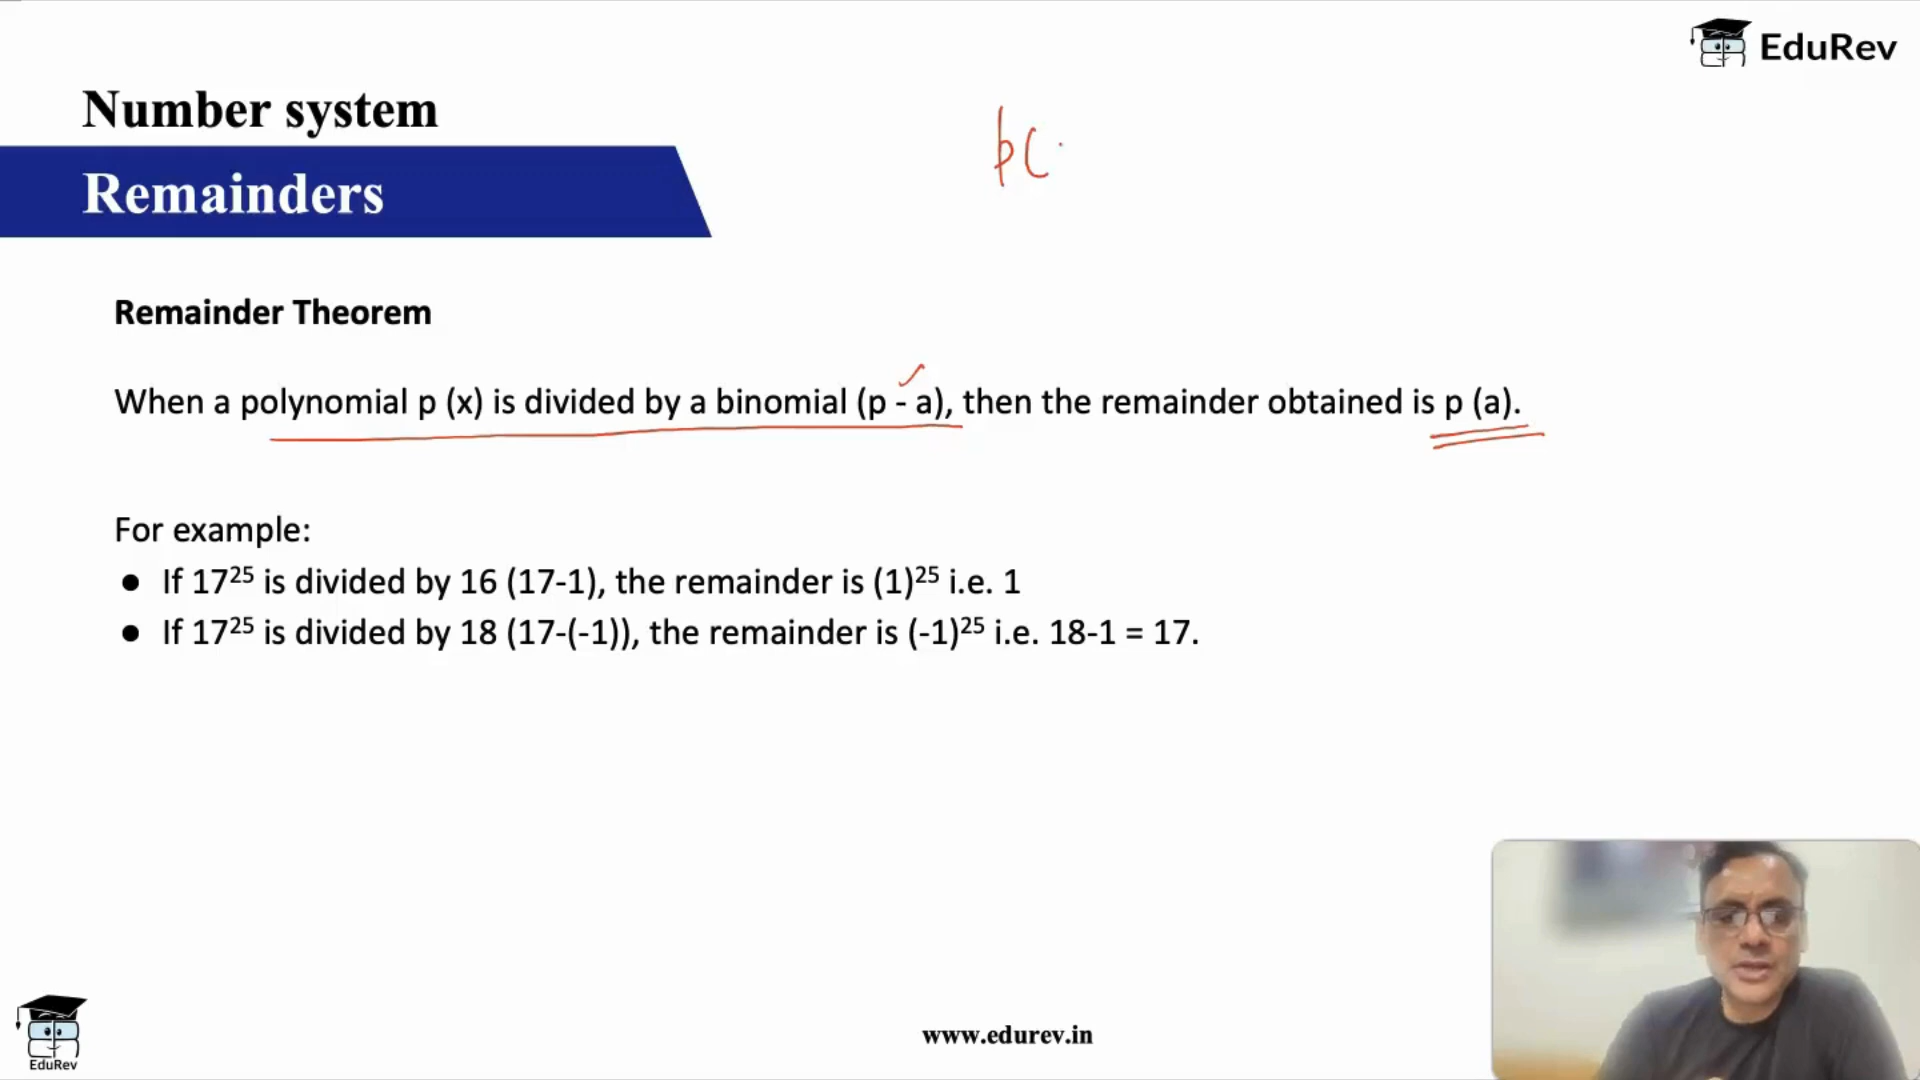 EduRev
Number system
p(
Remainders
Remainder Theorem
When a polynomial p (x) is divided by a binomial (p - a), then the remainder obtained is p (a).
For example:
● If 17²⁵ is divided by 16 (17-1), the remainder is (1)²⁵ i.e. 1
● If 17²⁵ is divided by 18 (17-(-1)), the remainder is (-1)²⁵ i.e. 18-1 = 17.
EduRev
www.edurev.in